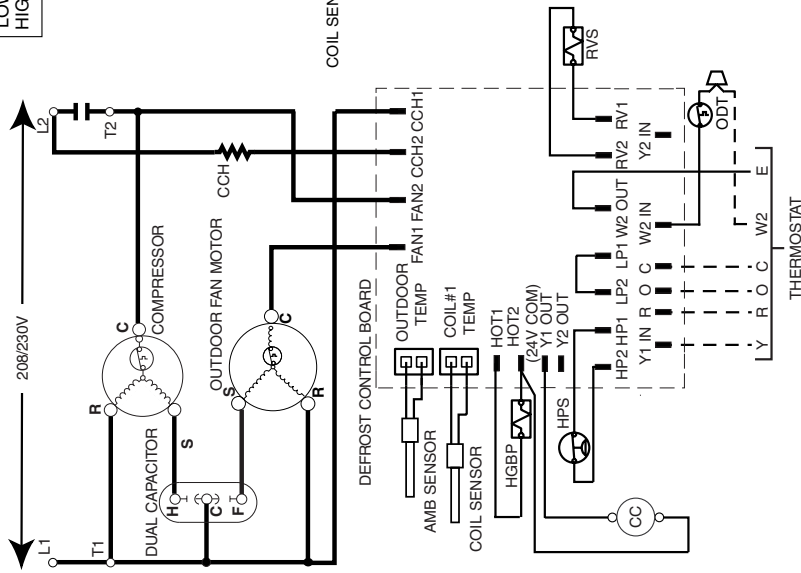 LOW
HIG
COIL SEN
208/230V
L1
L2
T1
T2
R
C
COMPRESSOR
S
CCH
DUAL CAPACITOR
H
C
F
OUTDOOR FAN MOTOR
S
C
R
DEFROST CONTROL BOARD
FAN1 FAN2 CCH2 CCH1
OUTDOOR
TEMP
COIL#1
TEMP
AMB SENSOR
COIL SENSOR
HOT1
HOT2
(24V COM)
Y1 OUT
Y2 OUT
HGBP
HPS
CC
HP2 HP1 LP2 LP1 W2 OUT RV2 RV1
Y1 IN R O C W2 IN Y2 IN
RVS
ODT
Y R O C W2 E
THERMOSTAT